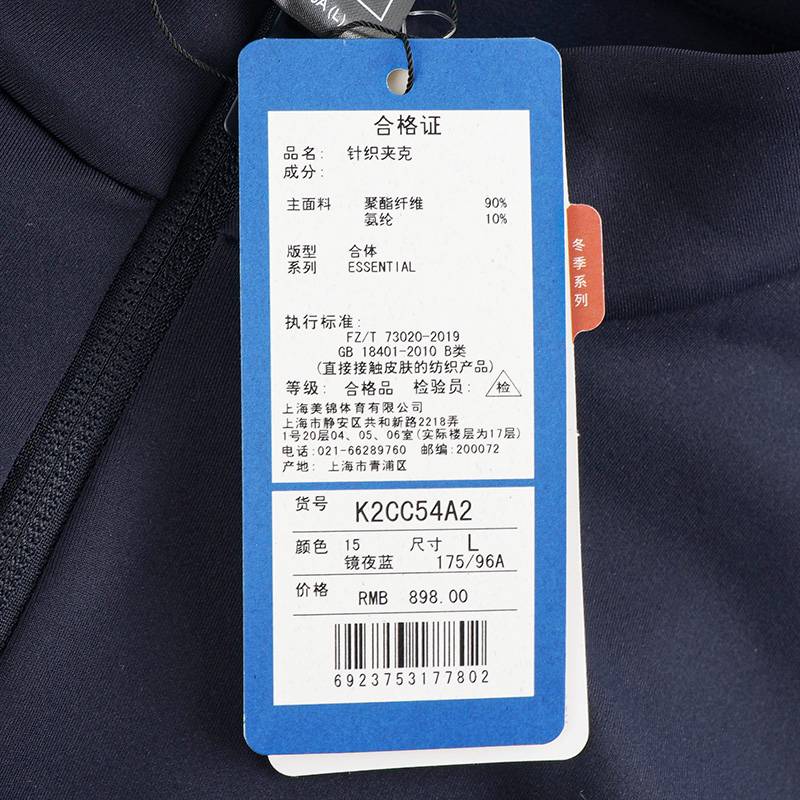 A(L)
合格证
品名: 针织夹克
成分:
主面料 聚酯纤维 90%
氨纶 10%
版型 合体
系列 ESSENTIAL
冬季系列
执行标准:
FZ/T 73020-2019
GB 18401-2010 B类
(直接接触皮肤的纺织产品)
等级: 合格品 检验员: 检
上海美锦体育有限公司
上海市静安区共和新路2218弄
1号20层04、05、06室(实际楼层为17层)
电话:021-66289760 邮编:200072
产地: 上海市青浦区
货号 K2CC54A2
颜色 15 尺寸 L
镜夜蓝 175/96A
价格 RMB 898.00
6923753177802